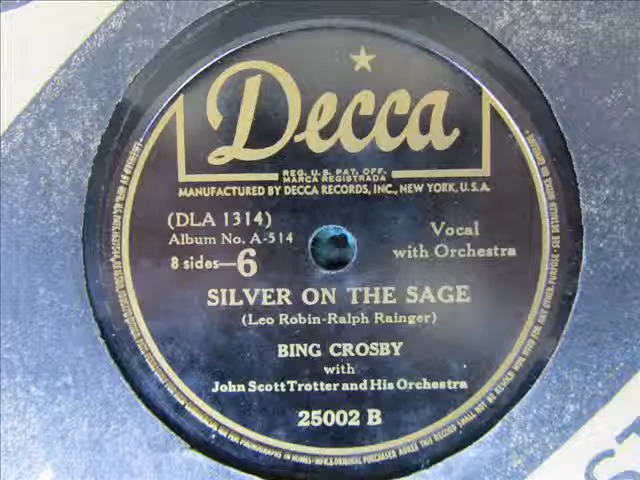 Decca
REG. U.S. PAT. OFF.
MARCA REGISTRADA
MANUFACTURED BY DECCA RECORDS, INC., NEW YORK, U.S.A.
(DLA 1314)
Album No. A-514
8 sides—6
Vocal
with Orchestra
SILVER ON THE SAGE
(Leo Robin-Ralph Rainger)
BING CROSBY
with
John Scott Trotter and His Orchestra
25002 B